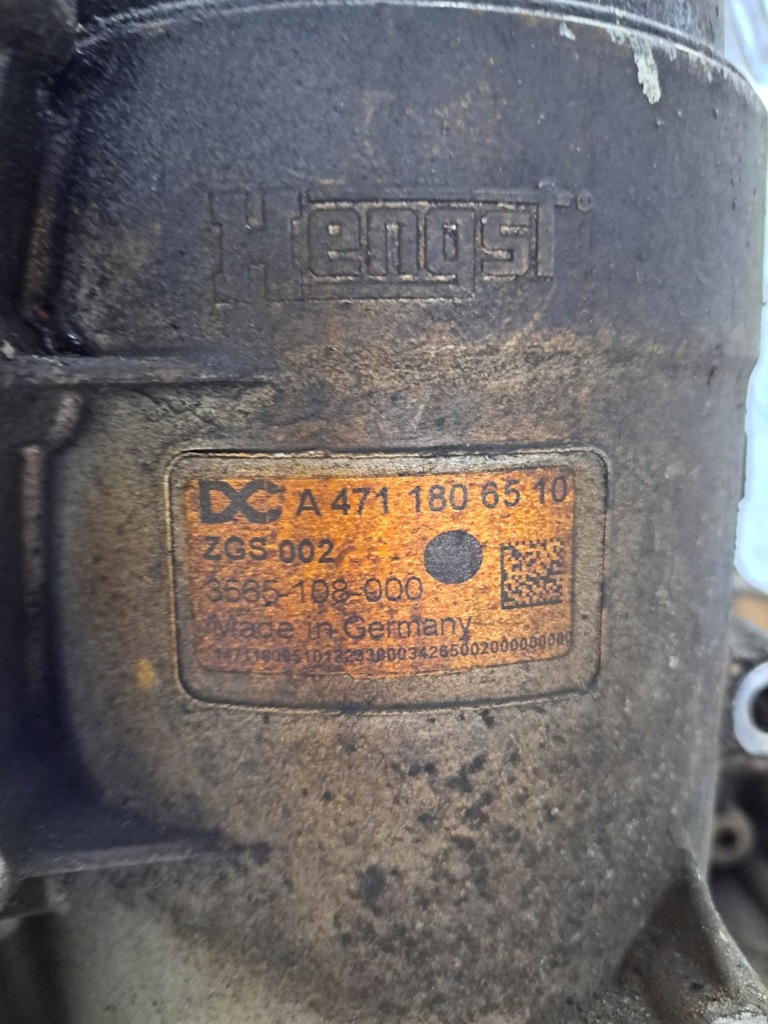 Hengst
DC A 471 180 65 10
ZGS 002
3565-108-000
Made in Germany